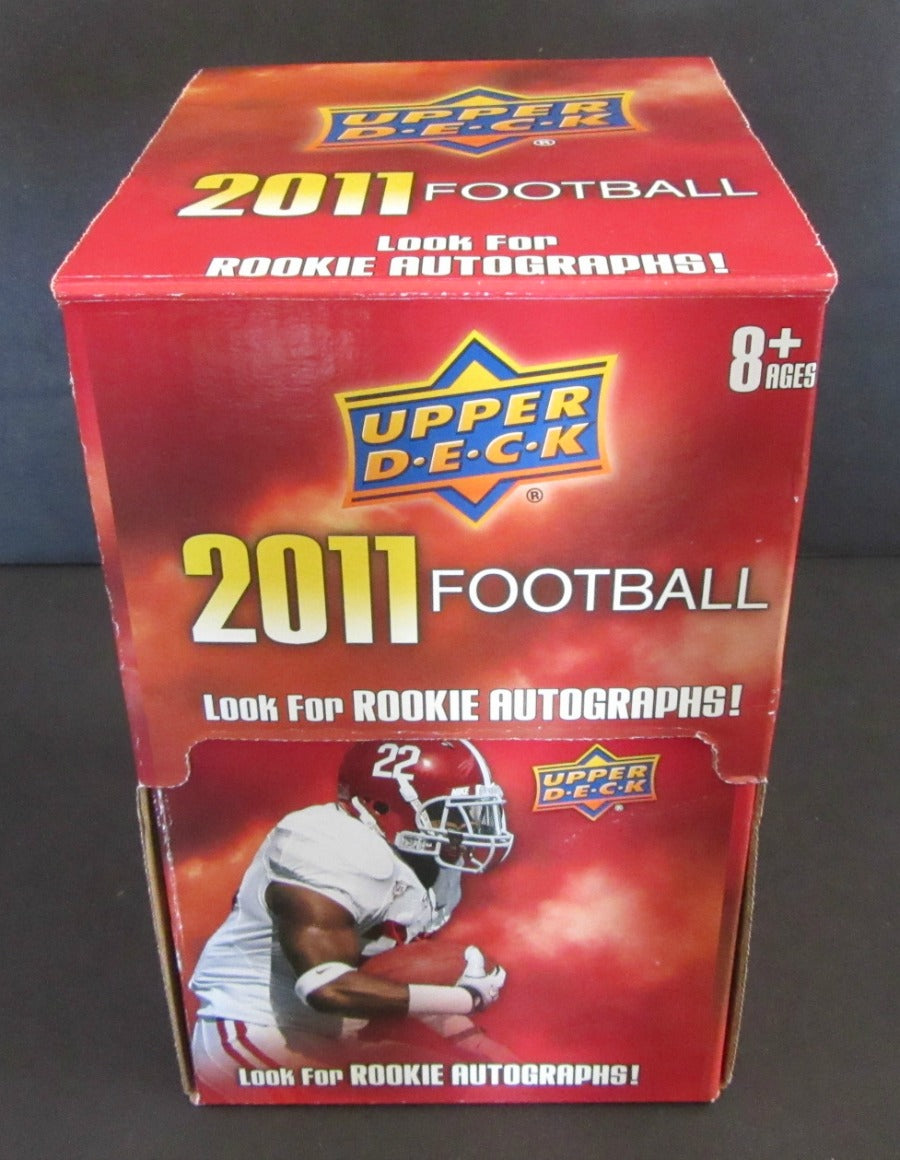 UPPER
D•E•C•K
®
2011 FOOTBALL
Look For
ROOKIE AUTOGRAPHS!
8+
AGES
UPPER
D•E•C•K
®
2011 FOOTBALL
Look For ROOKIE AUTOGRAPHS!
22
NIKE
UPPER
D•E•C•K
®
Look For ROOKIE AUTOGRAPHS!